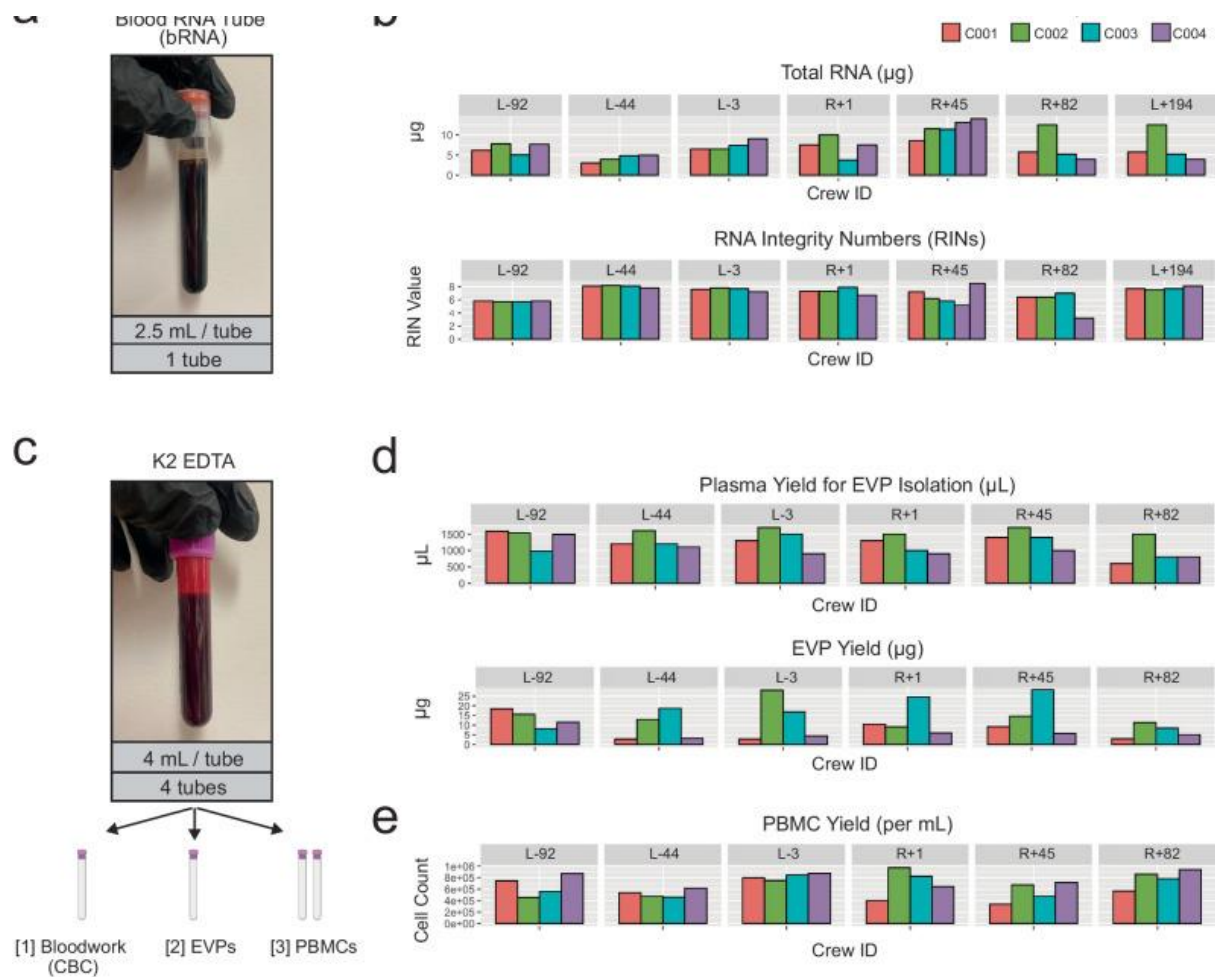 a
Blood RNA Tube
(bRNA)
2.5 mL / tube
1 tube
b
C001 C002 C003 C004
Total RNA (µg)
L-92 L-44 L-3 R+1 R+45 R+82 L+194
µg
10
5
0
Crew ID
RNA Integrity Numbers (RINs)
L-92 L-44 L-3 R+1 R+45 R+82 L+194
RIN Value
8
6
4
2
0
Crew ID
c
K2 EDTA
4 mL / tube
4 tubes
[1] Bloodwork [2] EVPs [3] PBMCs
(CBC)
d
Plasma Yield for EVP Isolation (µL)
L-92 L-44 L-3 R+1 R+45 R+82
µL
1500
1000
500
0
Crew ID
EVP Yield (µg)
L-92 L-44 L-3 R+1 R+45 R+82
µg
25
20
15
10
5
0
Crew ID
e
PBMC Yield (per mL)
L-92 L-44 L-3 R+1 R+45 R+82
Cell Count
1e+06
8e+05
6e+05
4e+05
2e+05
0e+00
Crew ID